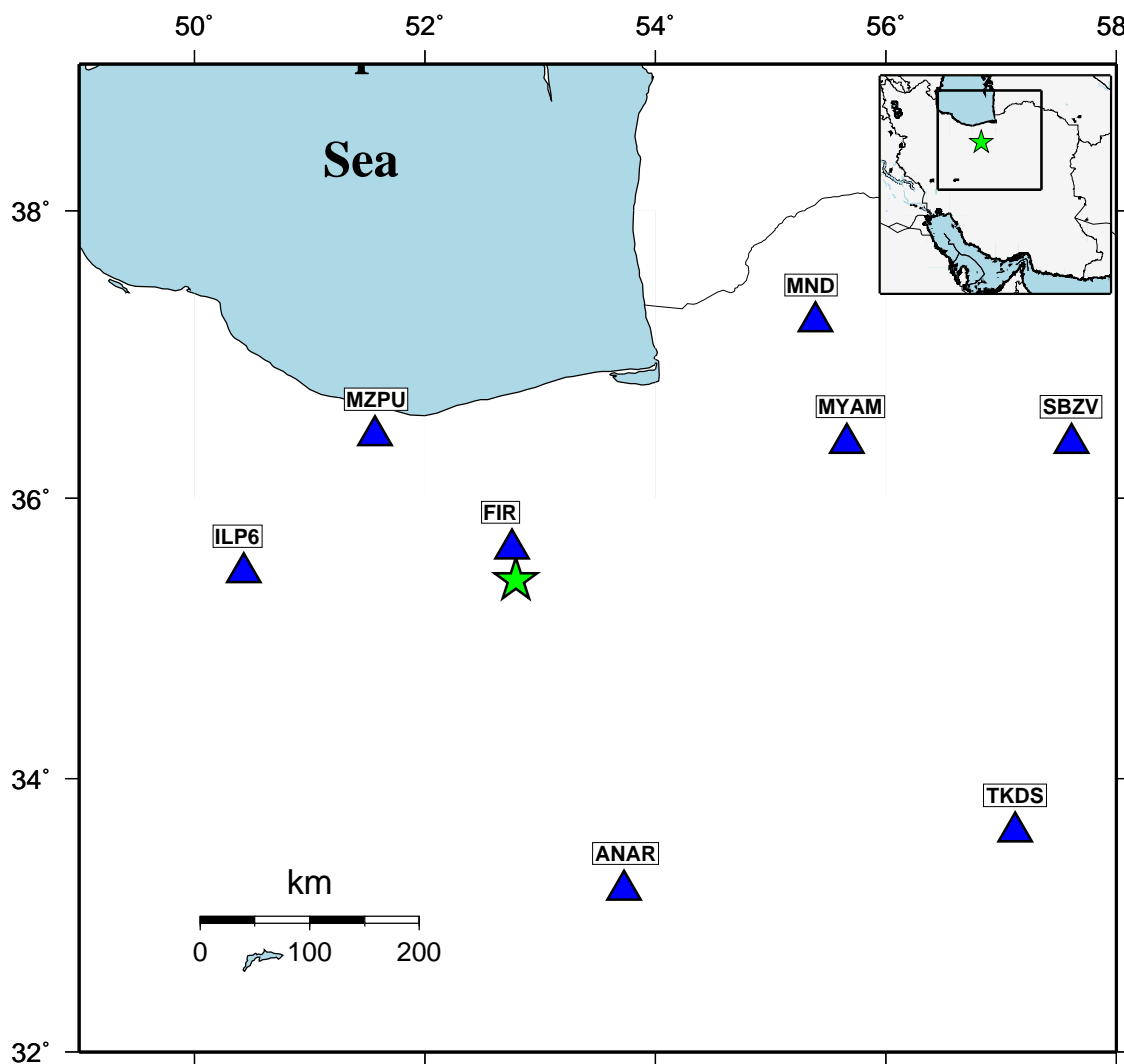 50˚ 52˚ 54˚ 56˚ 58
Sea
38˚
MND
MZPU
MYAM
SBZV
36˚
FIR
ILP6
34˚
TKDS
ANAR
km
0 100 200
32˚